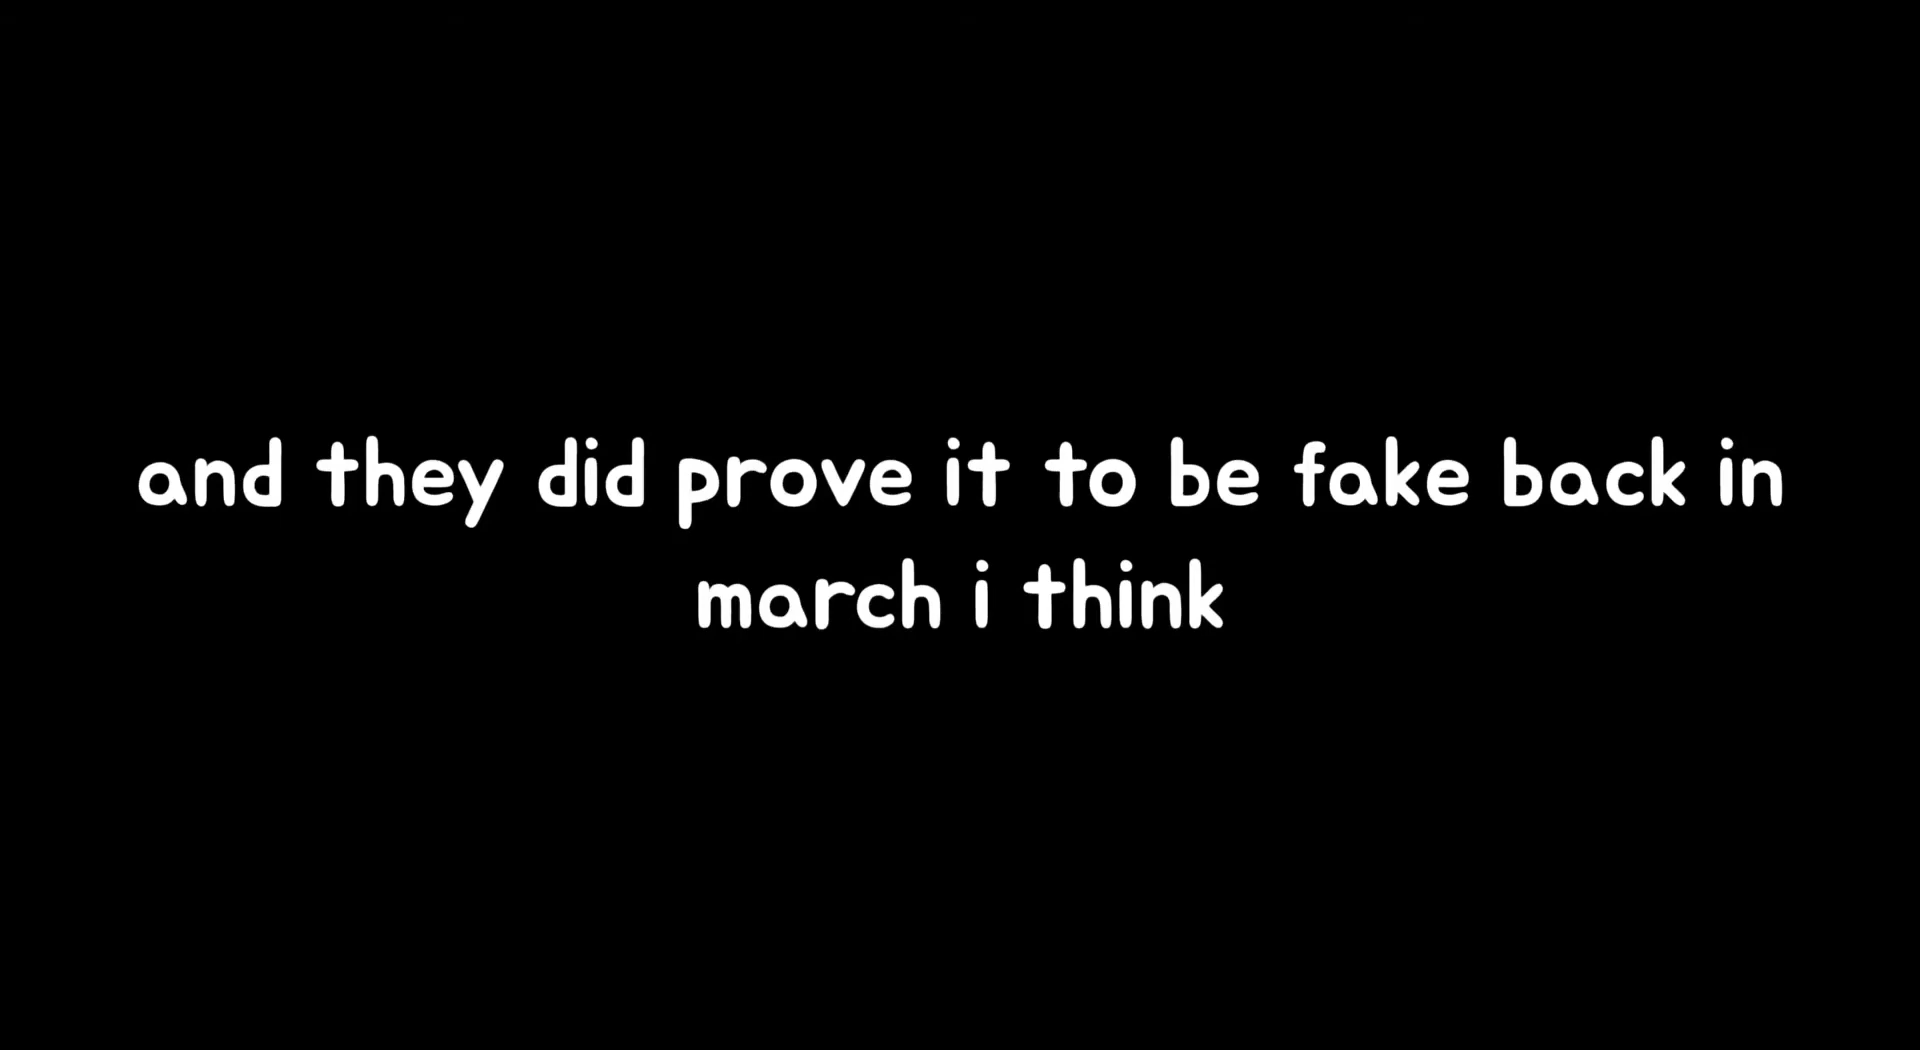 and they did prove it to be fake back in
march i think